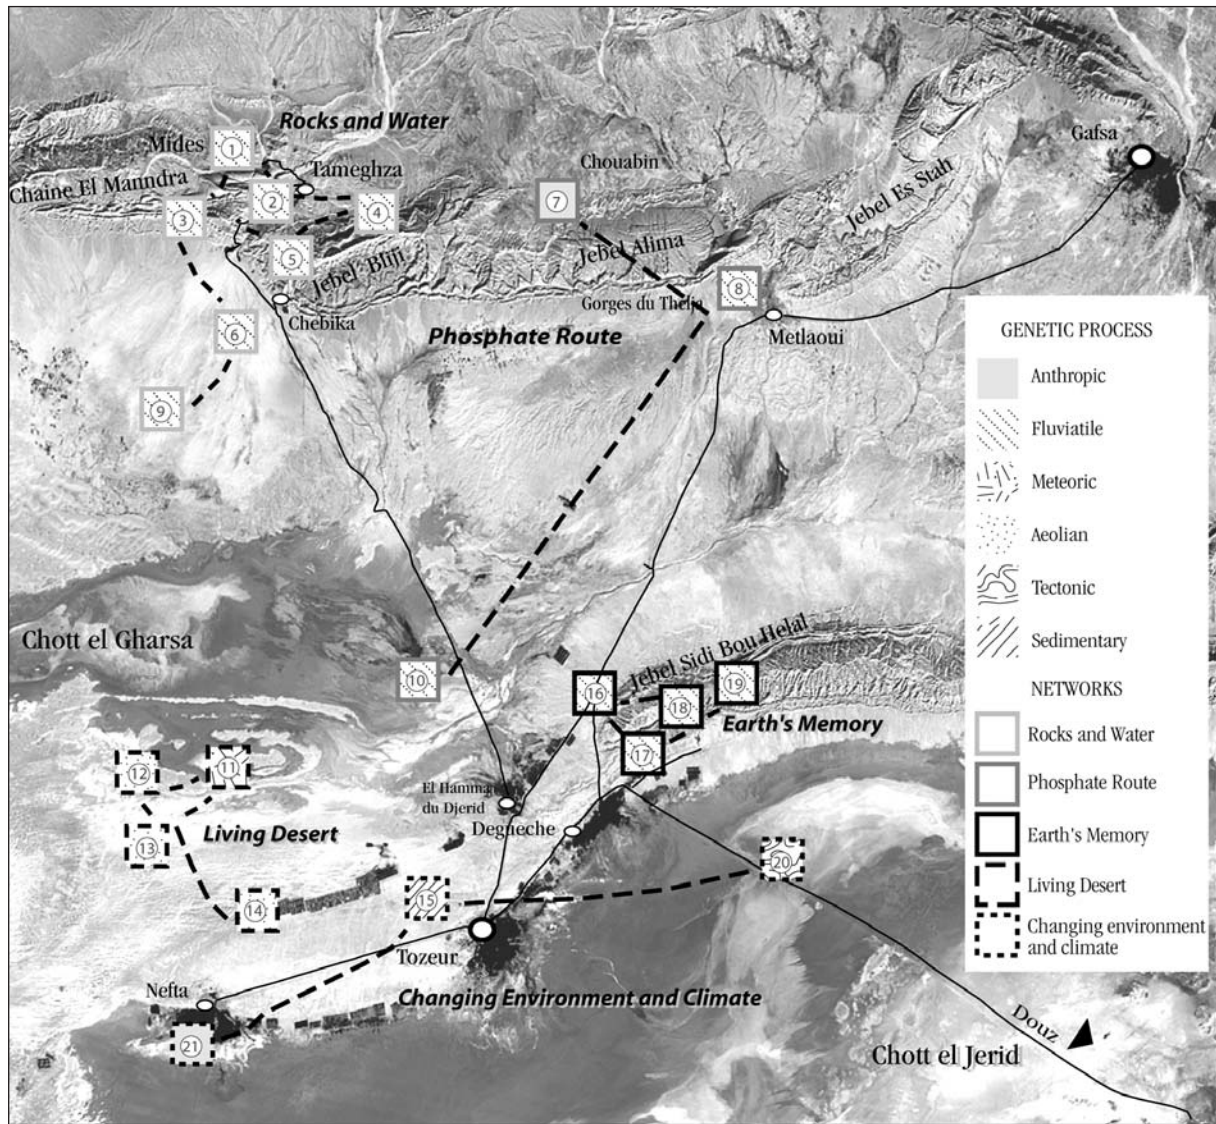 Rocks and Water
Mides
1
Tameghza
Chaine El Manndra
2
3
4
5
Jebel Bliji
Chebika
6
9
Chouabin
7
Jebel Alima
Gorges du Thelja
8
Jebel Es Stah
Gafsa
Metlaoui
Phosphate Route
Chott el Gharsa
10
Jebel Sidi Bou Helal
16
18
19
17
Earth's Memory
12
11
13
14
Living Desert
El Hamma
du Djerid
Degueche
15
20
Tozeur
Nefta
21
Changing Environment and Climate
Douz
Chott el Jerid
GENETIC PROCESS
Anthropic
Fluviatile
Meteoric
Aeolian
Tectonic
Sedimentary
NETWORKS
Rocks and Water
Phosphate Route
Earth's Memory
Living Desert
Changing environment
and climate